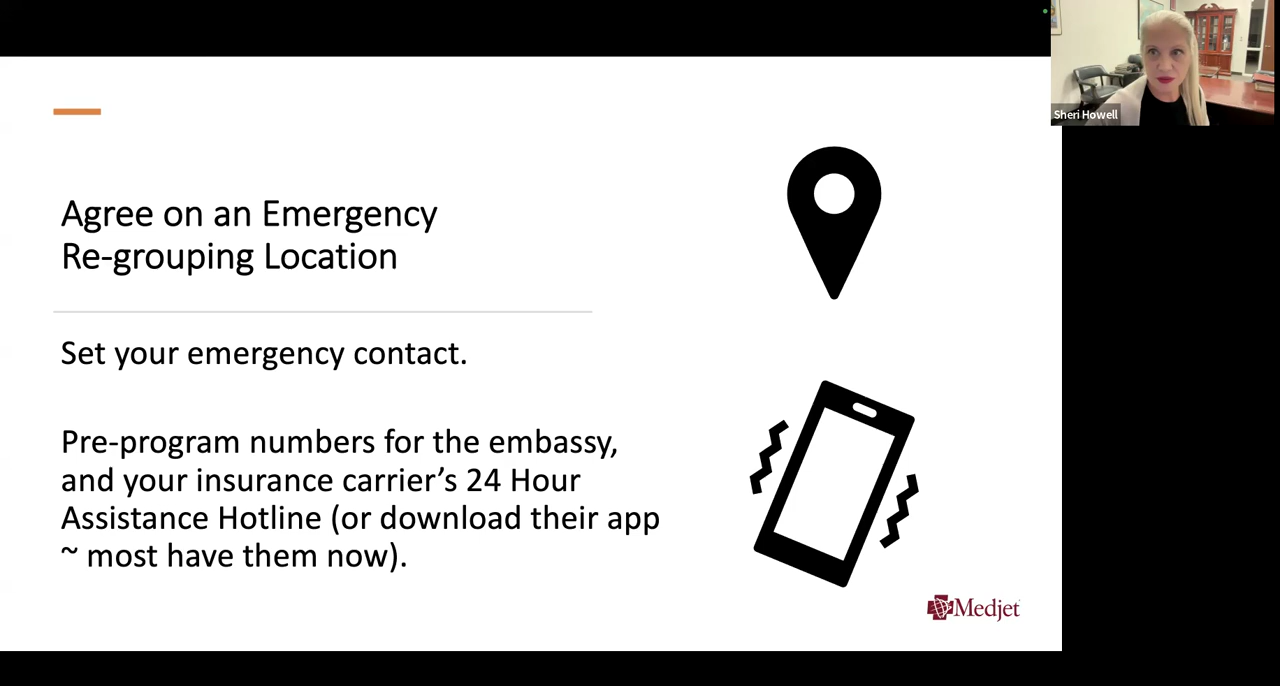 Agree on an Emergency
Re-grouping Location
Set your emergency contact.
Pre-program numbers for the embassy,
and your insurance carrier’s 24 Hour
Assistance Hotline (or download their app
~ most have them now).
Medjet
Sheri Howell